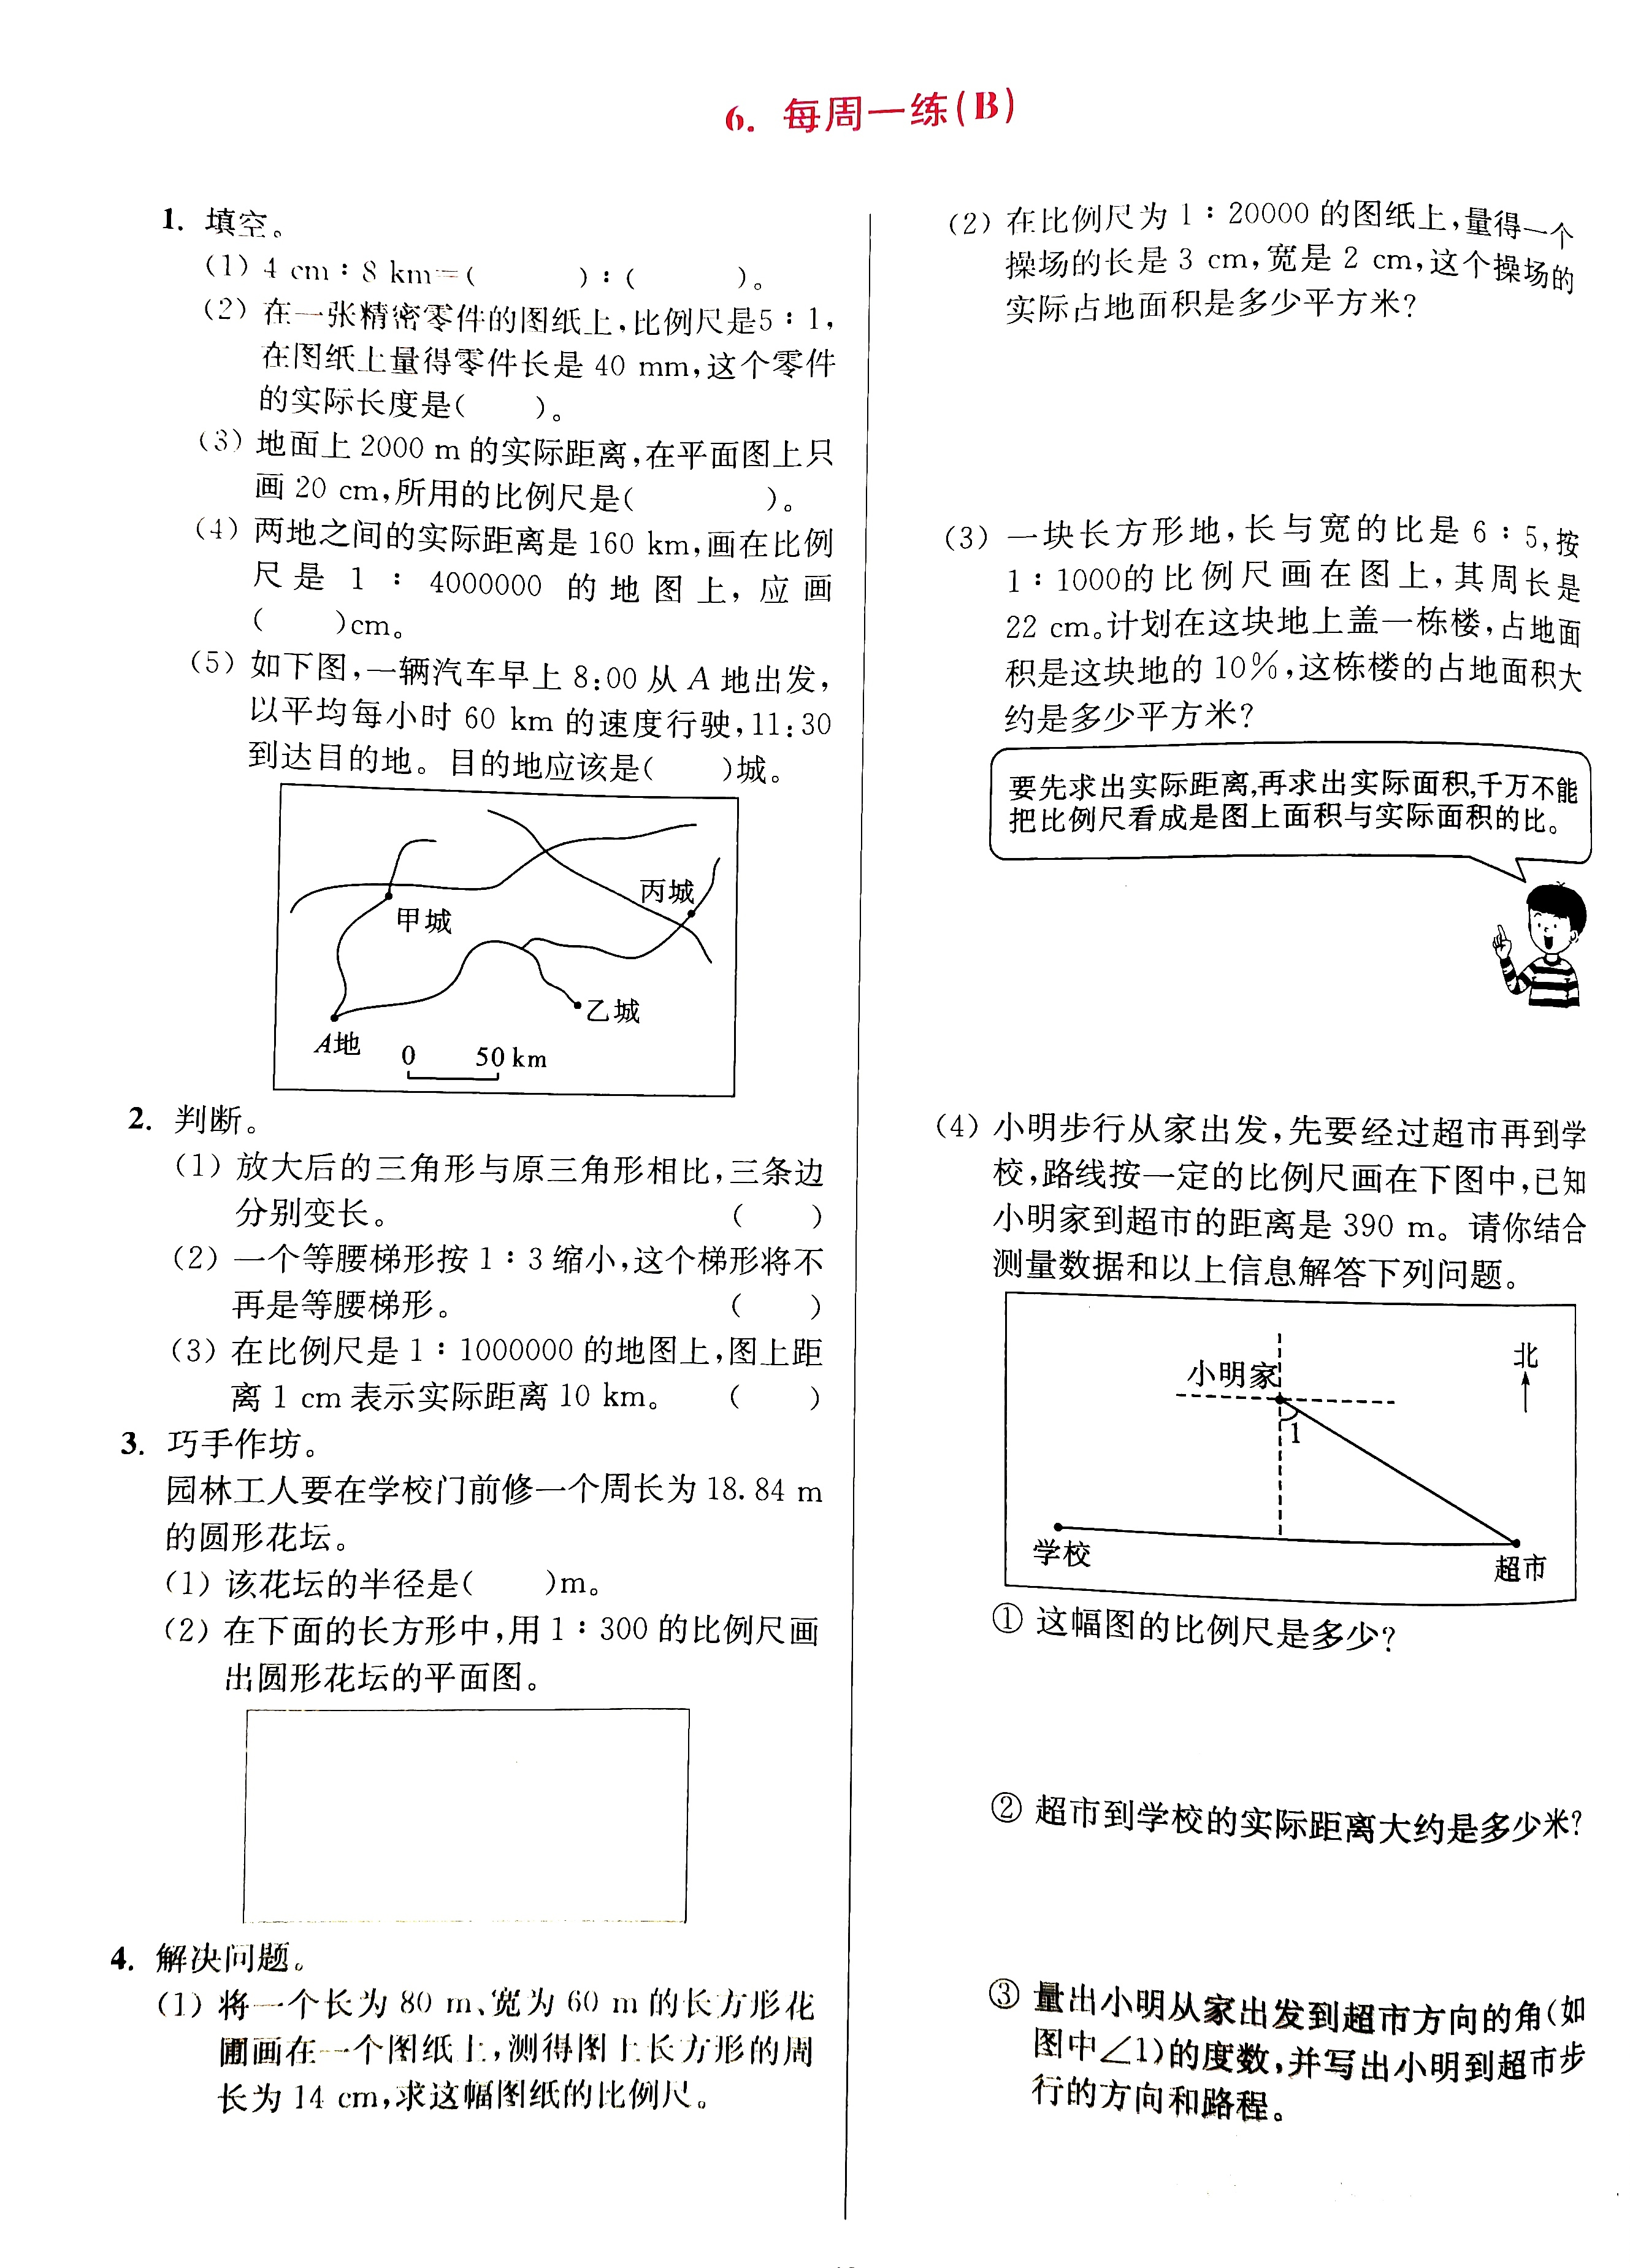 6. 每周一练(B)
1. 填空。
(1) 4 cm∶8 km=(　　)∶(　　)。
(2) 在一张精密零件的图纸上,比例尺是5∶1,
在图纸上量得零件长是 40 mm,这个零件
的实际长度是(　　)。
(3) 地面上 2000 m 的实际距离,在平面图上只
画 20 cm,所用的比例尺是(　　)。
(4) 两地之间的实际距离是 160 km,画在比例
尺是 1∶4000000 的地图上,应画
(　　)cm。
(5) 如下图,一辆汽车早上 8:00 从 A 地出发,
以平均每小时 60 km 的速度行驶,11:30
到达目的地。目的地应该是(　　)城。
丙城
甲城
乙城
A地
0　50 km
2. 判断。
(1) 放大后的三角形与原三角形相比,三条边
分别变长。 (　　)
(2) 一个等腰梯形按 1∶3 缩小,这个梯形将不
再是等腰梯形。 (　　)
(3) 在比例尺是 1∶1000000 的地图上,图上距
离 1 cm 表示实际距离 10 km。 (　　)
3. 巧手作坊。
园林工人要在学校门前修一个周长为 18.84 m
的圆形花坛。
(1) 该花坛的半径是(　　)m。
(2) 在下面的长方形中,用 1∶300 的比例尺画
出圆形花坛的平面图。
4. 解决问题。
(1) 将一个长为 80 m、宽为 60 m 的长方形花
圃画在一个图纸上,测得图上长方形的周
长为 14 cm,求这幅图纸的比例尺。
(2) 在比例尺为 1∶20000 的图纸上,量得一个
操场的长是 3 cm,宽是 2 cm,这个操场的
实际占地面积是多少平方米?
(3) 一块长方形地,长与宽的比是 6∶5,按
1∶1000的比例尺画在图上,其周长是
22 cm。计划在这块地上盖一栋楼,占地面
积是这块地的 10%,这栋楼的占地面积大
约是多少平方米?
要先求出实际距离,再求出实际面积,千万不能
把比例尺看成是图上面积与实际面积的比。
(4) 小明步行从家出发,先要经过超市再到学
校,路线按一定的比例尺画在下图中,已知
小明家到超市的距离是 390 m。请你结合
测量数据和以上信息解答下列问题。
北
小明家
1
学校
超市
① 这幅图的比例尺是多少?
② 超市到学校的实际距离大约是多少米?
③ 量出小明从家出发到超市方向的角(如
图中∠1)的度数,并写出小明到超市步
行的方向和路程。